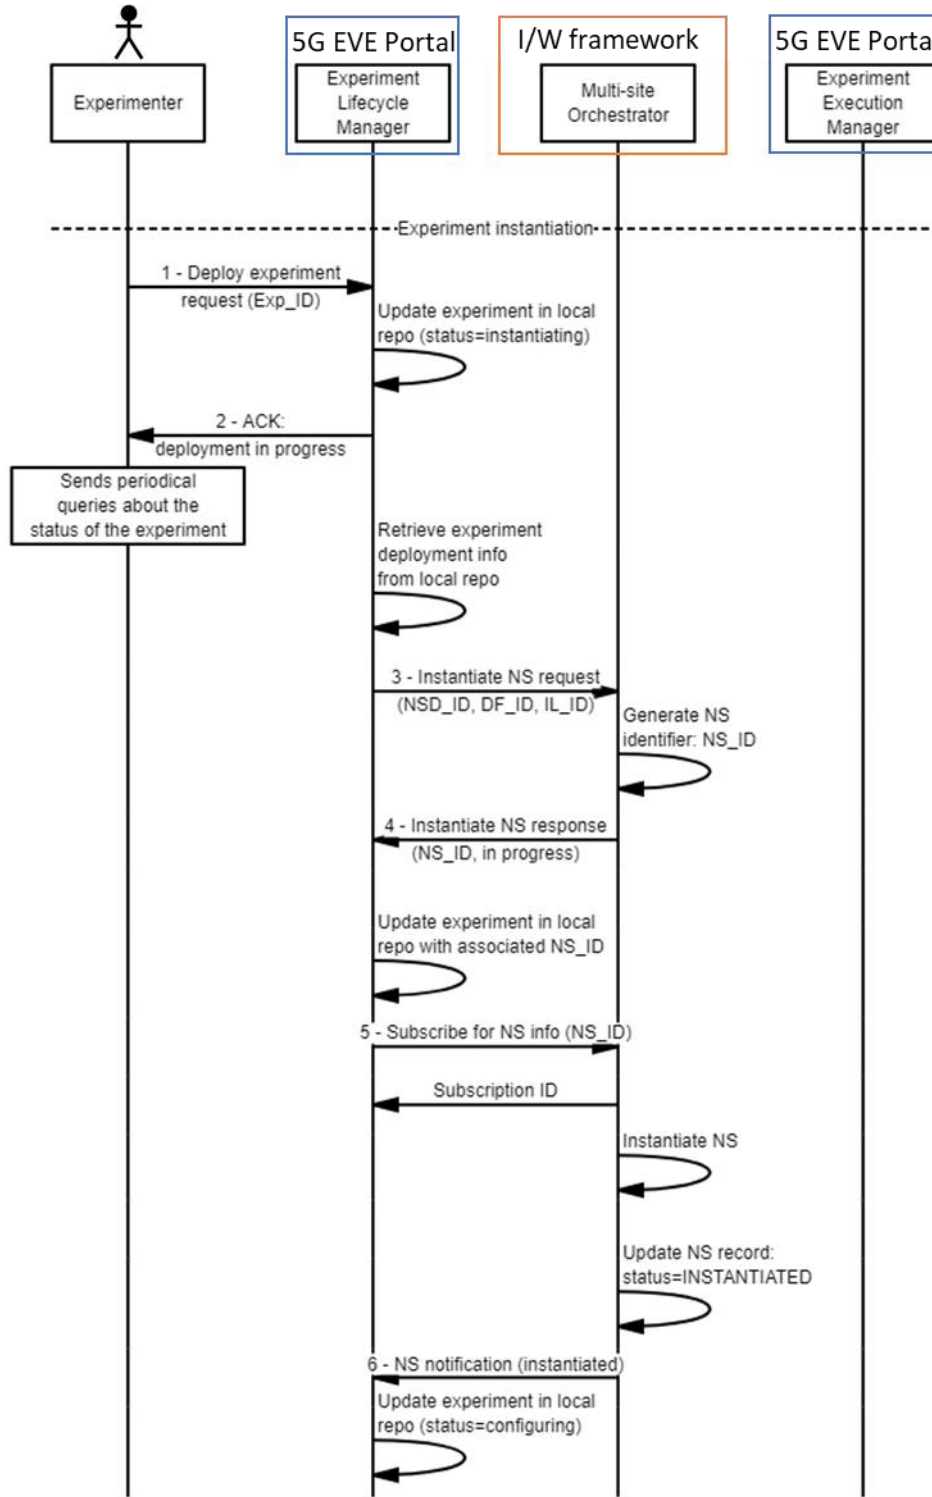 5G EVE Portal
I/W framework
5G EVE Porta
Experimenter
Experiment
Lifecycle
Manager
Multi-site
Orchestrator
Experiment
Execution
Manager
Experiment instantiation
1 - Deploy experiment
request (Exp_ID)
Update experiment in local
repo (status=instantiating)
2 - ACK:
deployment in progress
Sends periodical
queries about the
status of the experiment
Retrieve experiment
deployment info
from local repo
3 - Instantiate NS request
(NSD_ID, DF_ID, IL_ID)
Generate NS
identifier: NS_ID
4 - Instantiate NS response
(NS_ID, in progress)
Update experiment in local
repo with associated NS_ID
5 - Subscribe for NS info (NS_ID)
Subscription ID
Instantiate NS
Update NS record:
status=INSTANTIATED
6 - NS notification (instantiated)
Update experiment in local
repo (status=configuring)